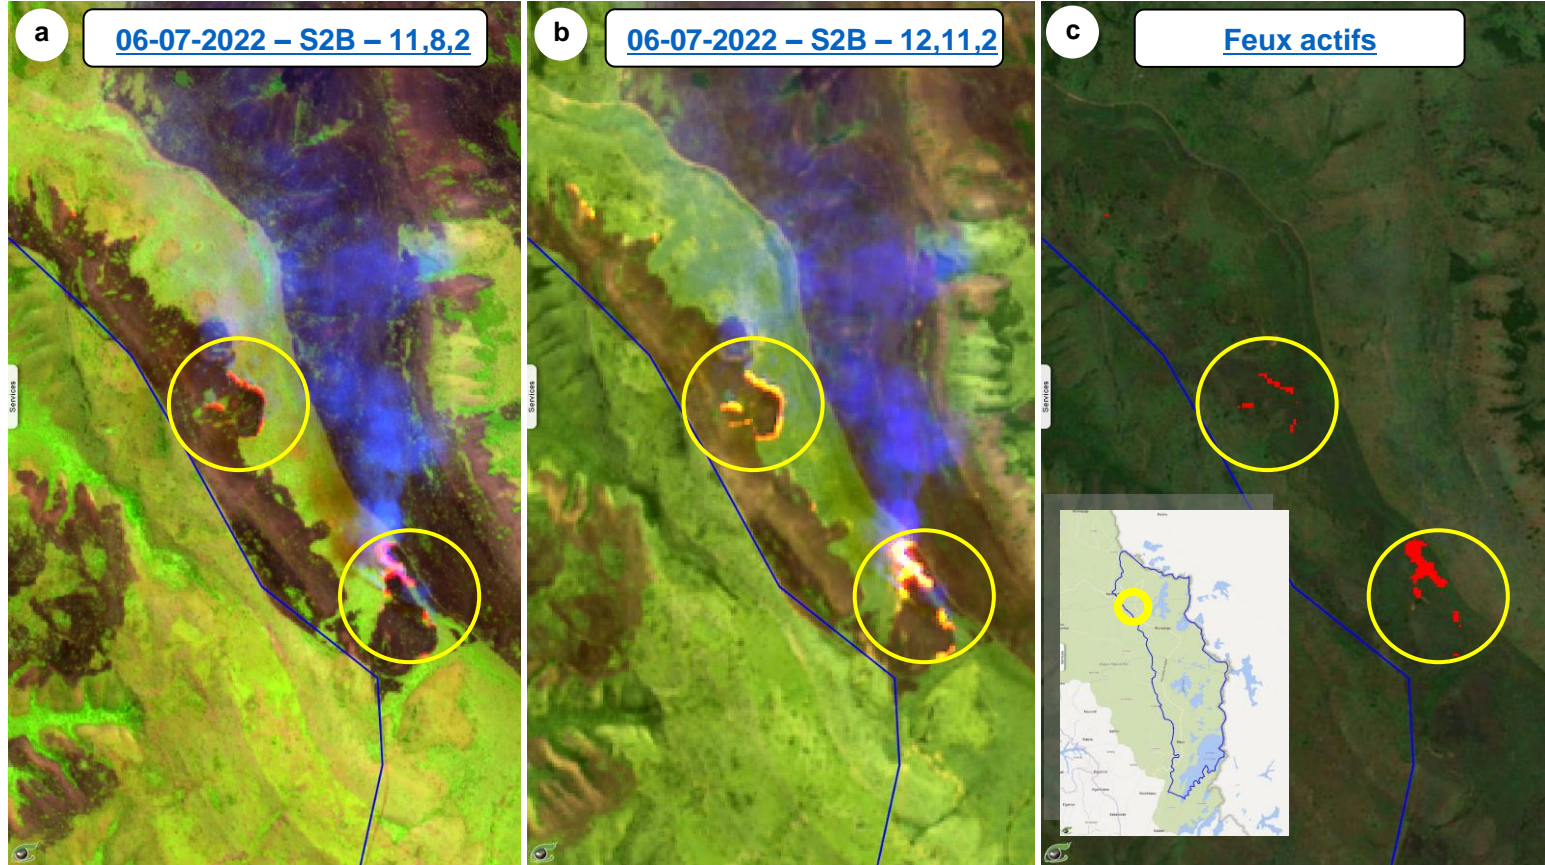 a
06-07-2022 – S2B – 11,8,2
b
06-07-2022 – S2B – 12,11,2
c
Feux actifs
Services
Services
Services